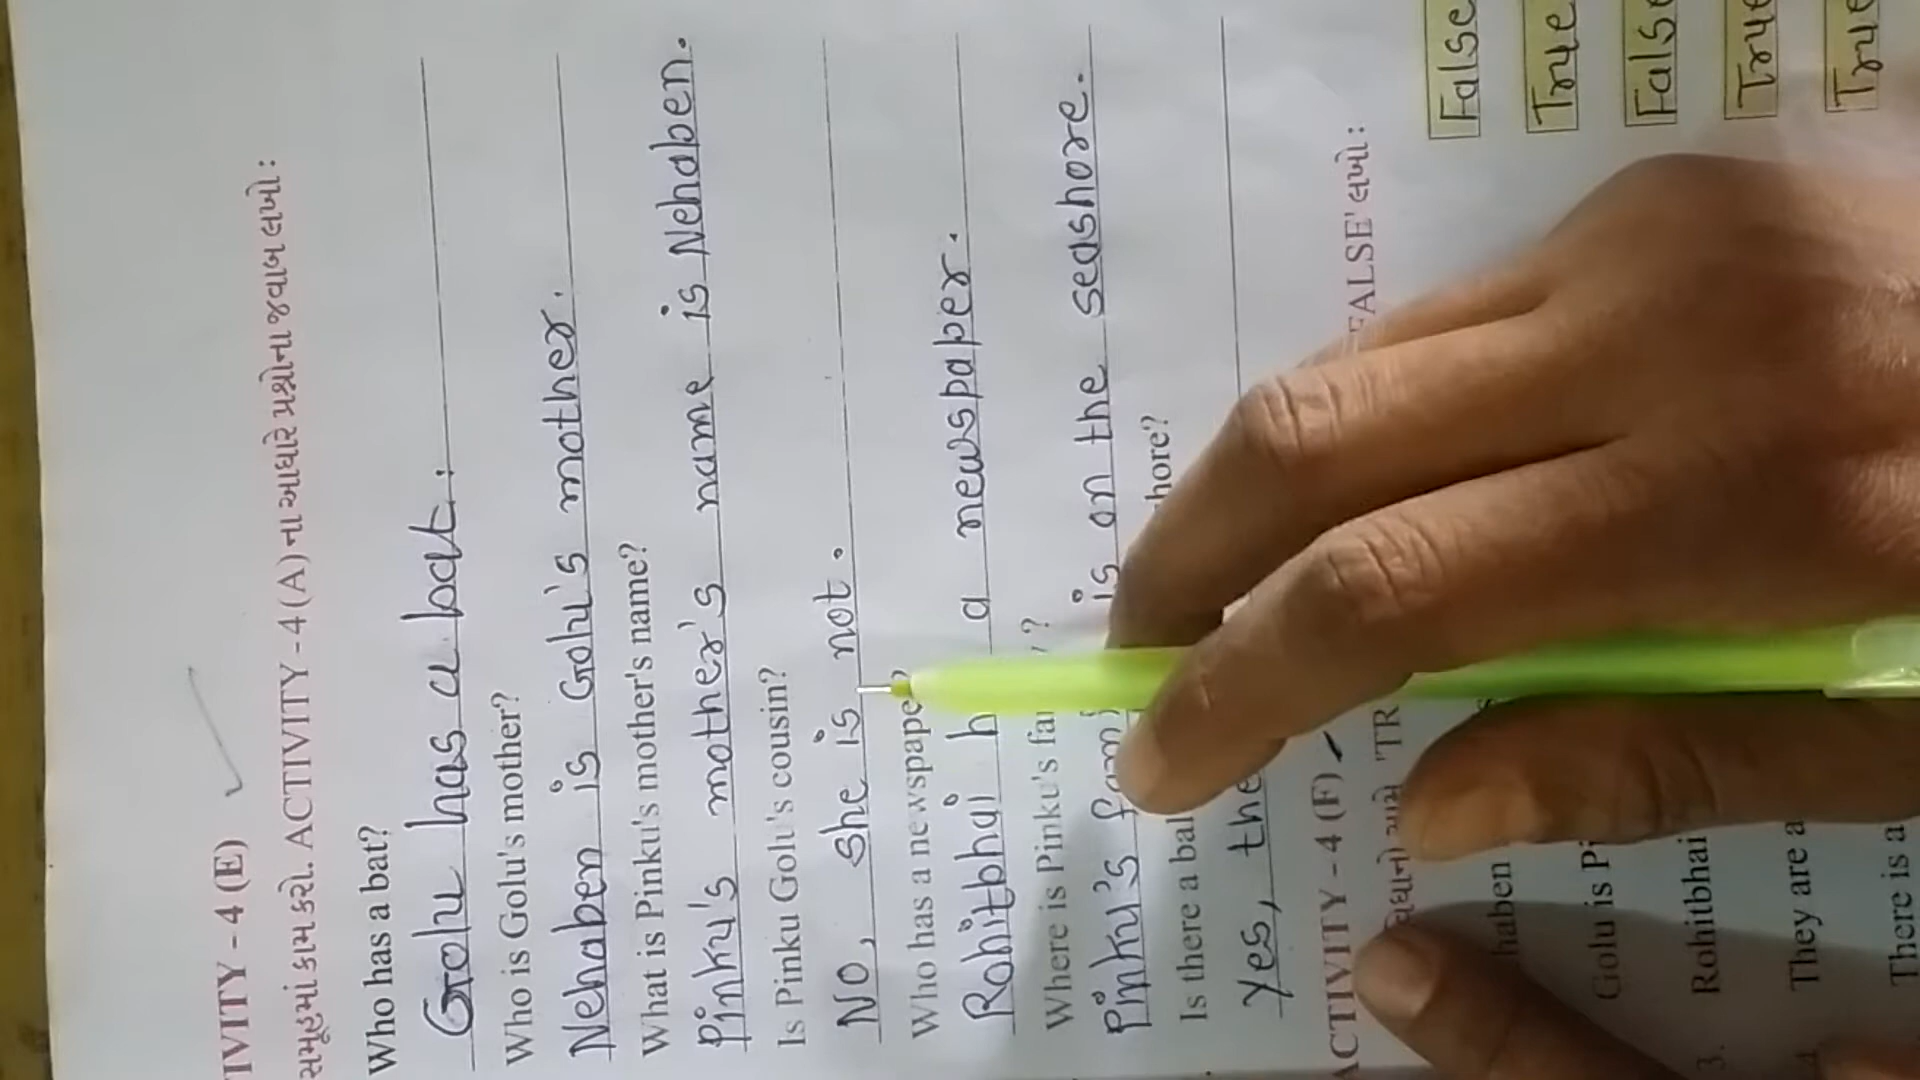 IVITY - 4 (E)
સમૂહમાં કામ કરો. ACTIVITY - 4 (A) ના આધારે પ્રશ્નોના જવાબ લખો :
Who has a bat?
Golu has a bat.
Who is Golu's mother?
Nehaben is Golu's mother.
What is Pinku's mother's name?
Pinku's mother's name is Nehaben.
Is Pinku Golu's cousin?
No, she is not.
Who has a newspape
Rohitbhai h a newspaper.
Where is Pinku's fa ?
Pinku's fam is on the seashore.
Is there a bal hore?
Yes, the
ACTIVITY - 4 (F)
'TR FALSE' લખો :
haben False
Golu is Pi True
3. Rohitbhai False
They are a True
There is a True